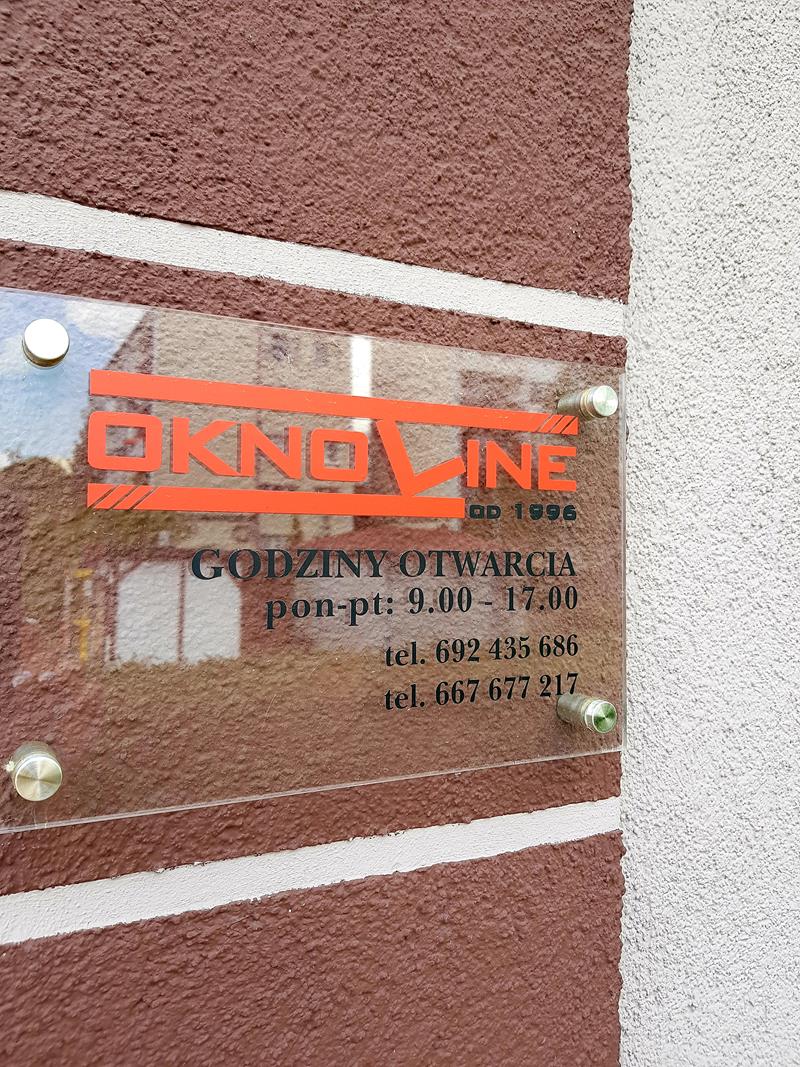 OKNOLINE
OD 1996
GODZINY OTWARCIA
pon-pt: 9.00 - 17.00
tel. 692 435 686
tel. 667 677 217